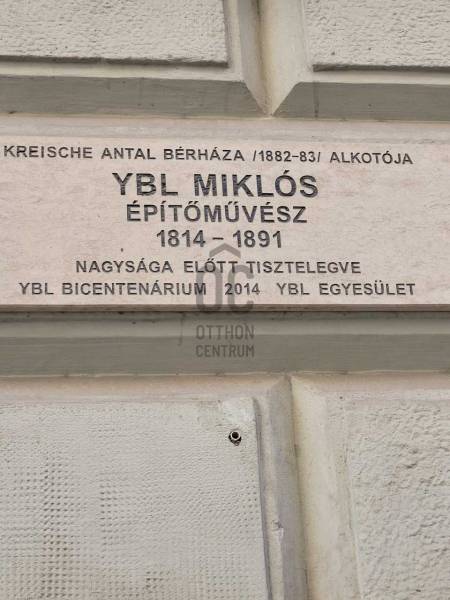 KREISCHE ANTAL BÉRHÁZA /1882-83/ ALKOTÓJA
YBL MIKLÓS
ÉPÍTŐMŰVÉSZ
1814 – 1891
NAGYSÁGA ELŐTT TISZTELEGVE
YBL BICENTENÁRIUM 2014 YBL EGYESÜLET
OC
OTTHON
CENTRUM